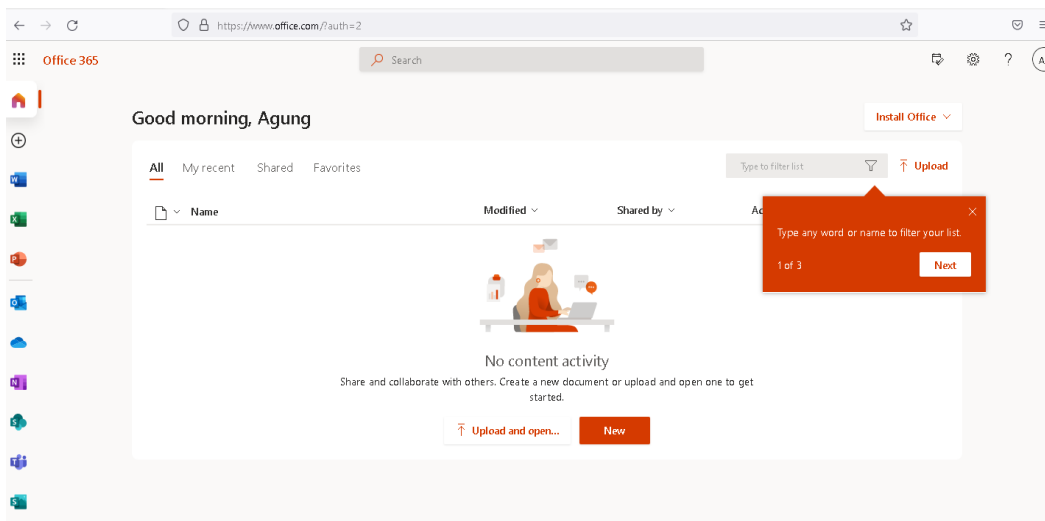 https://www.office.com/?auth=2
Office 365
Search
?
A
Good morning, Agung
Install Office
All My recent Shared Favorites
Type to filter list
Upload
Name Modified Shared by Ac
Type any word or name to filter your list.
1 of 3 Next
No content activity
Share and collaborate with others. Create a new document or upload and open one to get
started.
Upload and open... New